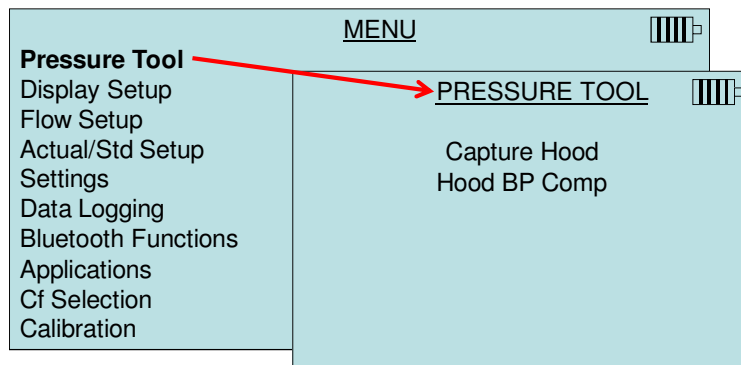 MENU
Pressure Tool
Display Setup
Flow Setup
Actual/Std Setup
Settings
Data Logging
Bluetooth Functions
Applications
Cf Selection
Calibration
PRESSURE TOOL
Capture Hood
Hood BP Comp